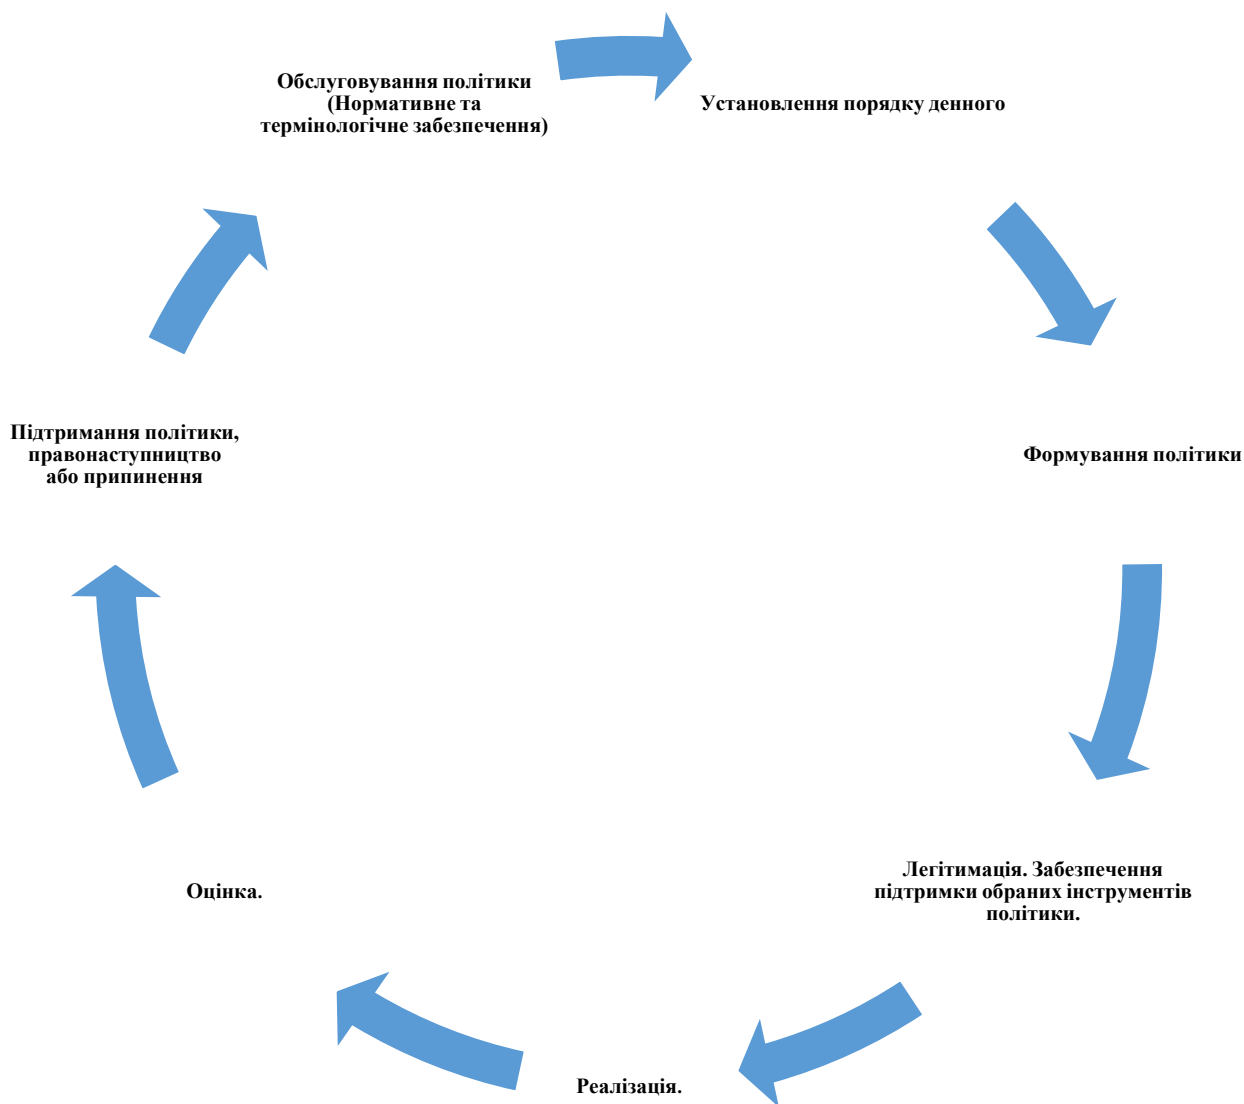 Обслуговування політики
(Нормативне та
термінологічне забезпечення)
Установлення порядку денного
Формування політики
Легітимація. Забезпечення
підтримки обраних інструментів
політики.
Реалізація.
Оцінка.
Підтримання політики,
правонаступництво
або припинення